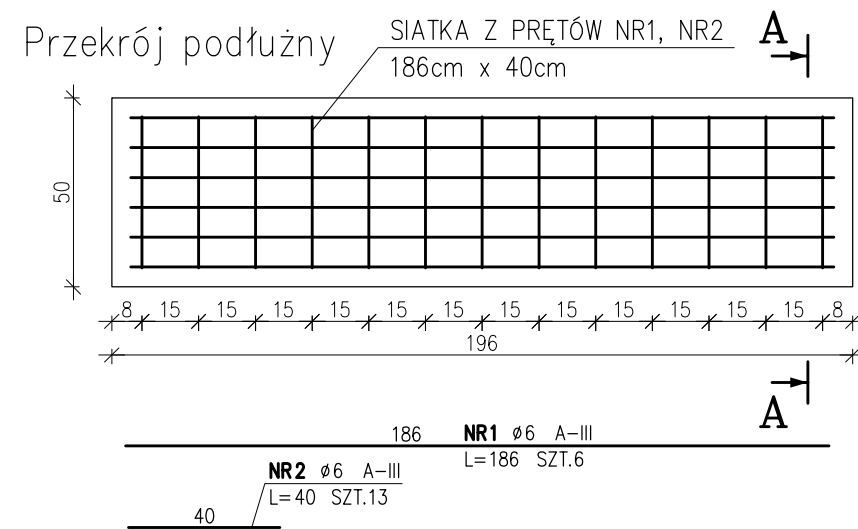 Przekrój podłużny
SIATKA Z PRĘTÓW NR1, NR2
186cm x 40cm
A
50
8 15 15 15 15 15 15 15 15 15 15 15 15 8
196
A
186 NR1 ø6 A-III
L=186 SZT.6
NR2 ø6 A-III
L=40 SZT.13
40